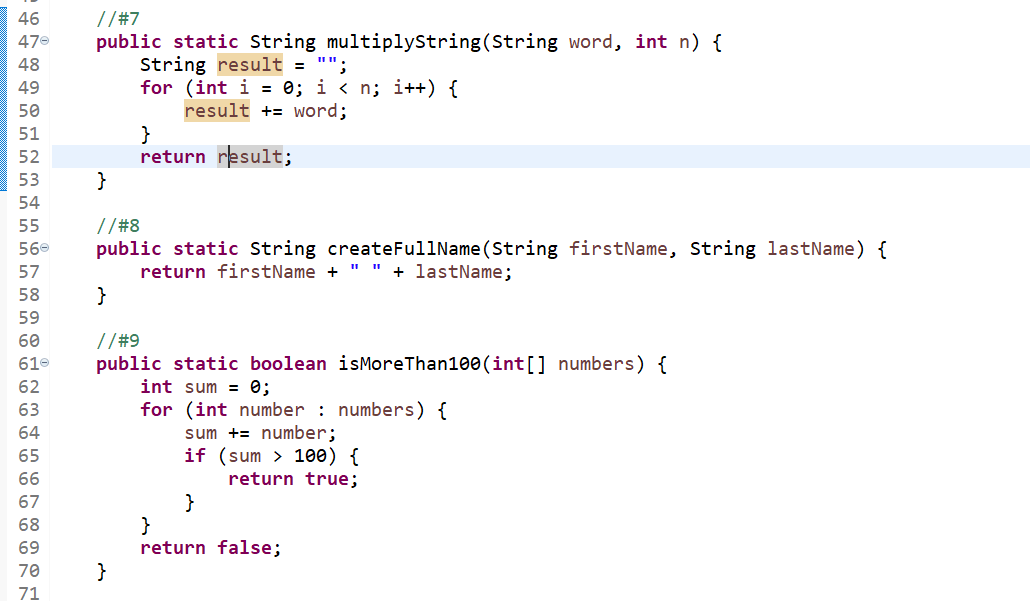 46 //#7
47 public static String multiplyString(String word, int n) {
48 String result = "";
49 for (int i = 0; i < n; i++) {
50 result += word;
51 }
52 return result;
53 }
54
55 //#8
56 public static String createFullName(String firstName, String lastName) {
57 return firstName + " " + lastName;
58 }
59
60 //#9
61 public static boolean isMoreThan100(int[] numbers) {
62 int sum = 0;
63 for (int number : numbers) {
64 sum += number;
65 if (sum > 100) {
66 return true;
67 }
68 }
69 return false;
70 }
71